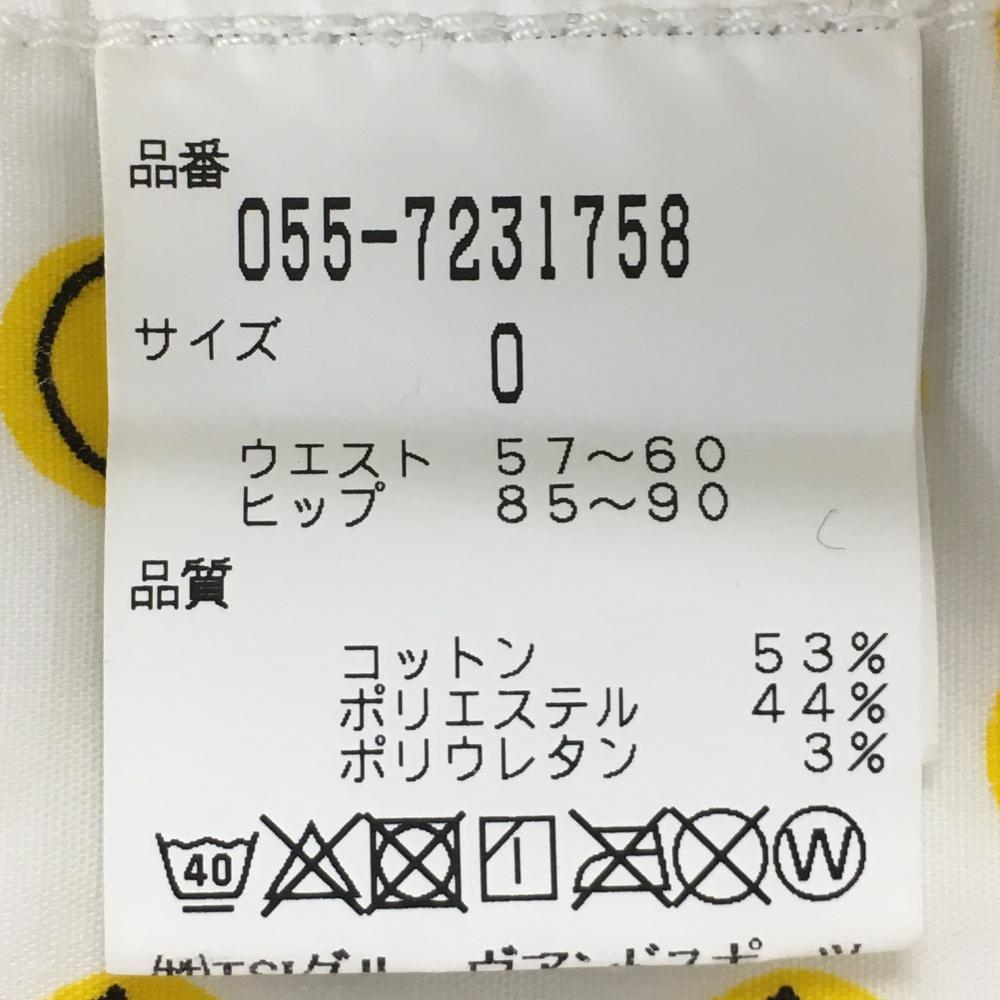 品番
055-7231758
サイズ 0
ウエスト 57～60
ヒップ 85～90
品質
コットン 53%
ポリエステル 44%
ポリウレタン 3%
40 W